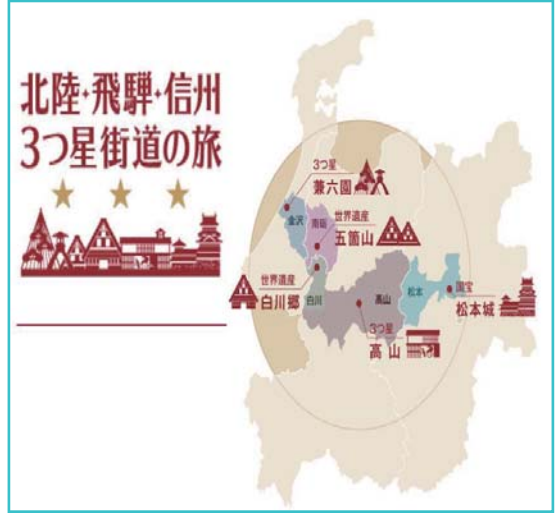 北陸・飛騨・信州
3つ星街道の旅
3つ星
兼六園
金沢
南砺
世界遺産
五箇山
世界遺産
白川郷
白川
高山
松本
国宝
松本城
3つ星
高山